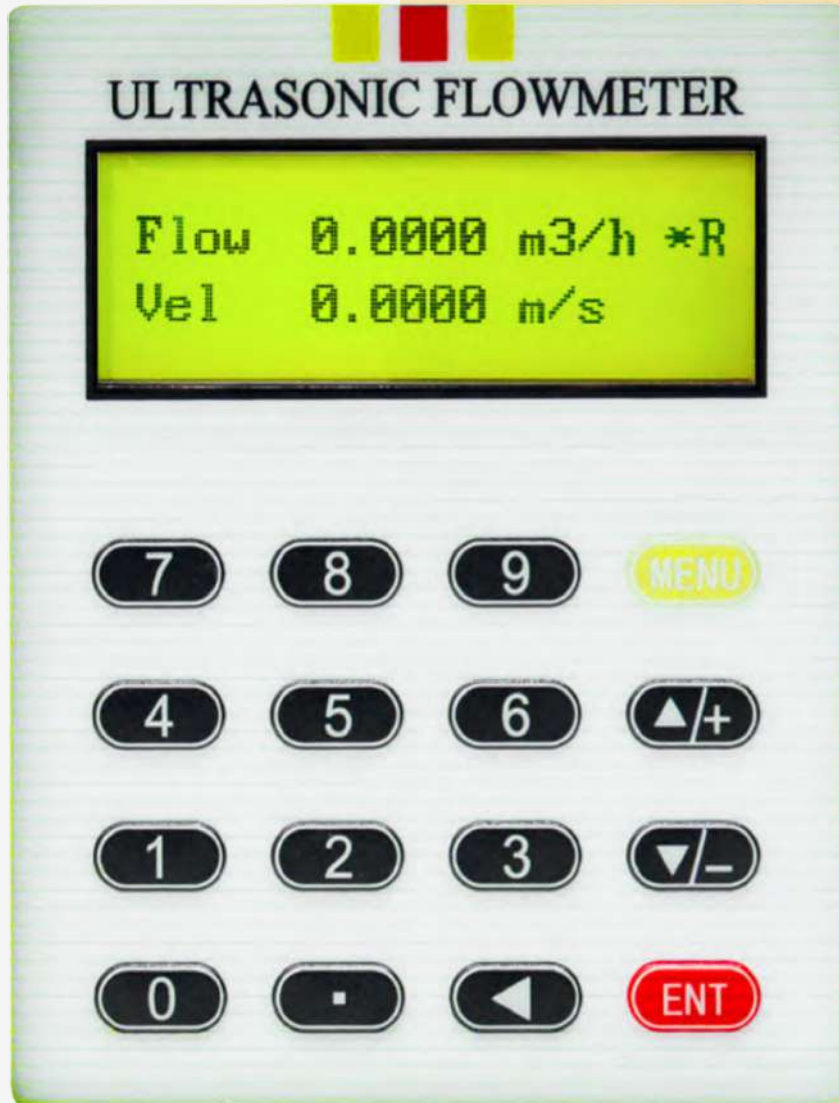 ULTRASONIC FLOWMETER
Flow 0.0000 m3/h *R
Vel 0.0000 m/s
7 8 9 MENU
4 5 6 ▲/+
1 2 3 ▼/-
0 . ◀ ENT